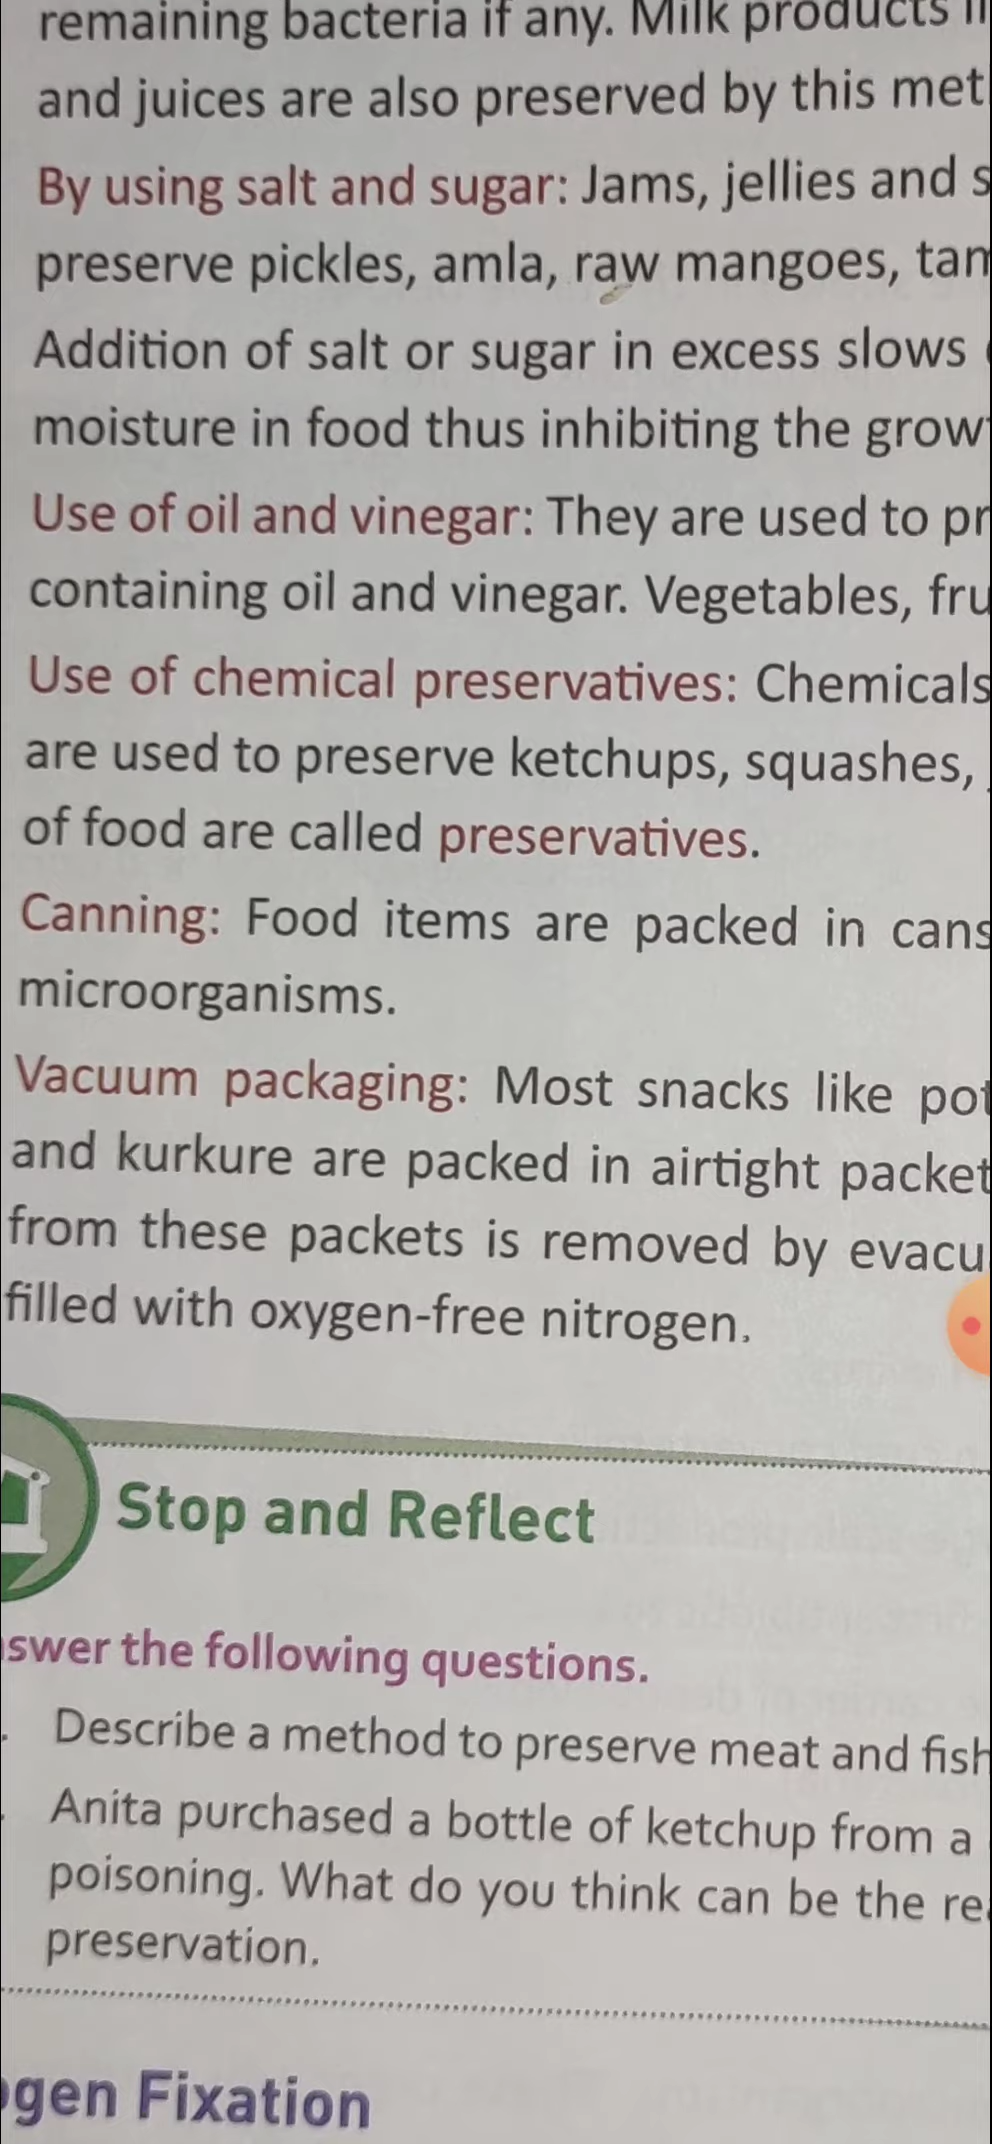 remaining bacteria if any. Milk products
and juices are also preserved by this
By using salt and sugar: Jams, jellies and
preserve pickles, amla, raw mangoes,
Addition of salt or sugar in excess slows
moisture in food thus inhibiting the
Use of oil and vinegar: They are used to
containing oil and vinegar. Vegetables,
Use of chemical preservatives: Chemicals
are used to preserve ketchups, squashes,
of food are called preservatives.
Canning: Food items are packed in cans
microorganisms.
Vacuum packaging: Most snacks like
and kurkure are packed in airtight
from these packets is removed by
filled with oxygen-free nitrogen.
Stop and Reflect
the following questions.
Describe a method to preserve meat and fish
Anita purchased a bottle of ketchup from a
poisoning. What do you think can be the
preservation.
Fixation